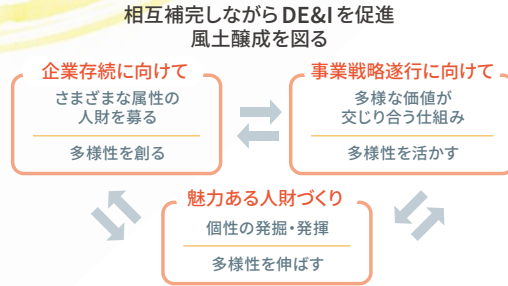 相互補完しながらDE&Iを促進
風土醸成を図る
企業存続に向けて
さまざまな属性の
人財を募る
多様性を創る
事業戦略遂行に向けて
多様な価値が
交じり合う仕組み
多様性を活かす
魅力ある人財づくり
個性の発掘・発揮
多様性を伸ばす